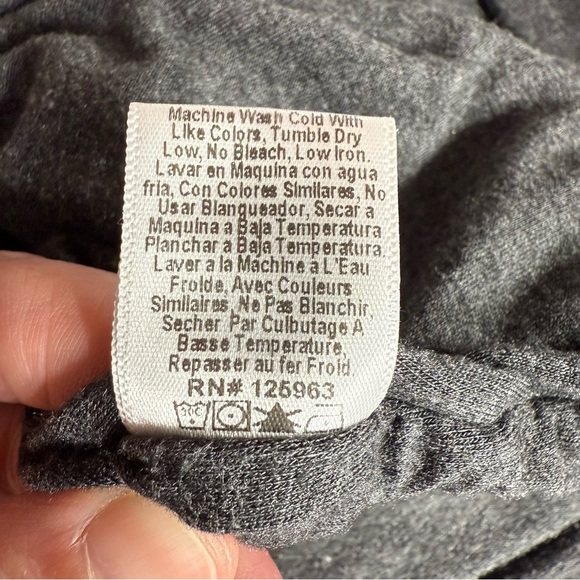 Machine Wash Cold With
Like Colors, Tumble Dry
Low, No Bleach, Low Iron.
Lavar en Maquina con agua
fria, Con Colores Similares, No
Usar Blanqueador, Secar a
Maquina a Baja Temperatura
Planchar a Baja Temperatura
Laver a la Machine a L'Eau
Froide, Avec Couleurs
Similaires, Ne Pas Blanchir,
Secher Par Culbutage A
Basse Temperature,
Repasser au fer Froid
RN# 125963